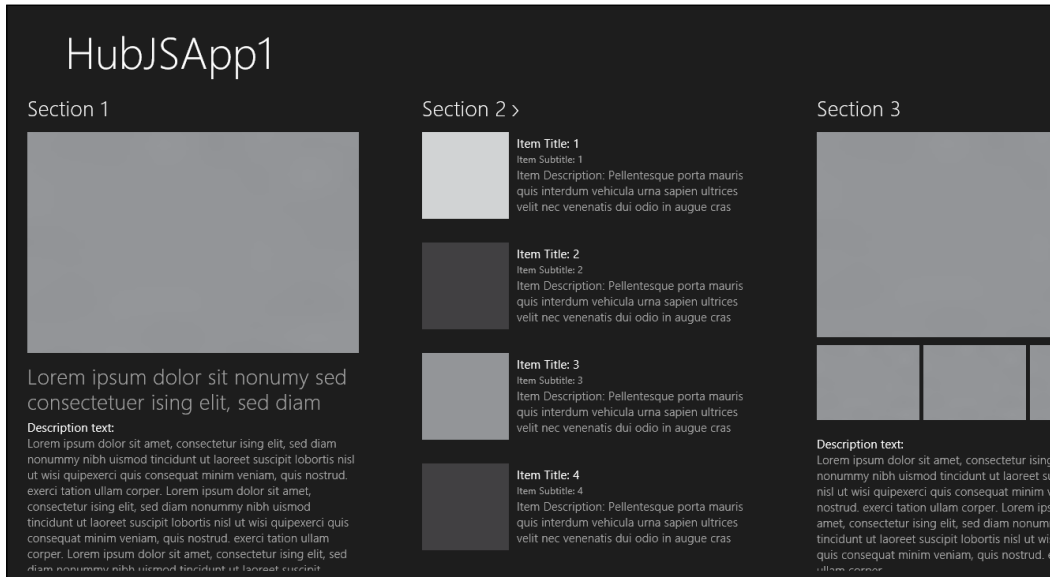 HubJSApp1
Section 1
Lorem ipsum dolor sit nonumy sed
consectetuer ising elit, sed diam
Description text:
Lorem ipsum dolor sit amet, consectetur ising elit, sed diam
nonummy nibh uismod tincidunt ut laoreet suscipit lobortis nisl
ut wisi quipexerci quis consequat minim veniam, quis nostrud.
exerci tation ullam corper. Lorem ipsum dolor sit amet,
consectetur ising elit, sed diam nonummy nibh uismod
tincidunt ut laoreet suscipit lobortis nisl ut wisi quipexerci quis
consequat minim veniam, quis nostrud. exerci tation ullam
corper. Lorem ipsum dolor sit amet, consectetur ising elit, sed
diam nonummy nibh uismod tincidunt ut laoreet suscipit
Section 2 >
Item Title: 1
Item Subtitle: 1
Item Description: Pellentesque porta mauris
quis interdum vehicula urna sapien ultrices
velit nec venenatis dui odio in augue cras
Item Title: 2
Item Subtitle: 2
Item Description: Pellentesque porta mauris
quis interdum vehicula urna sapien ultrices
velit nec venenatis dui odio in augue cras
Item Title: 3
Item Subtitle: 3
Item Description: Pellentesque porta mauris
quis interdum vehicula urna sapien ultrices
velit nec venenatis dui odio in augue cras
Item Title: 4
Item Subtitle: 4
Item Description: Pellentesque porta mauris
quis interdum vehicula urna sapien ultrices
velit nec venenatis dui odio in augue cras
Section 3
Description text:
Lorem ipsum dolor sit amet, consectetur ising
nonummy nibh uismod tincidunt ut laoreet
nisl ut wisi quipexerci quis consequat minim
nostrud. exerci tation ullam corper. Lorem
amet, consectetur ising elit, sed diam
tincidunt ut laoreet suscipit lobortis nisl ut
quis consequat minim veniam, quis nostrud.
ullam corper